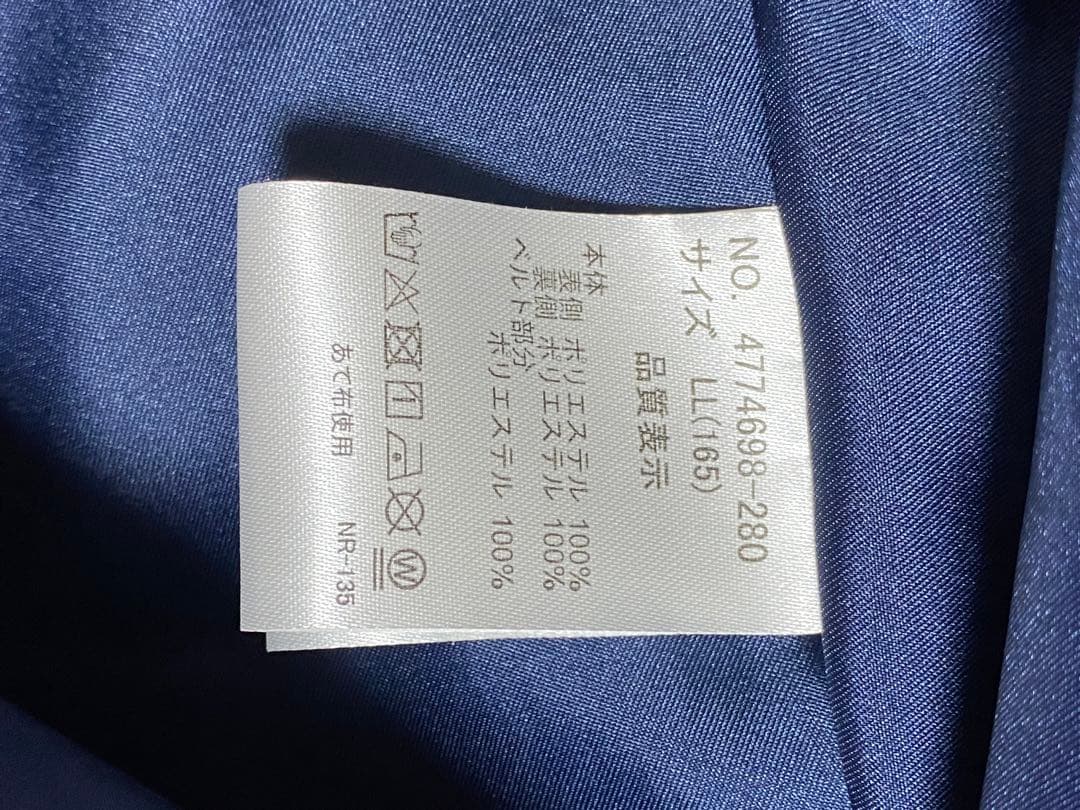 NO. 4774698-280
サイズ LL(165)
品質表示
本体
表側 ポリエステル 100%
裏側 ポリエステル 100%
ベルト部分
ポリエステル 100%
W
あて布使用 NR-135